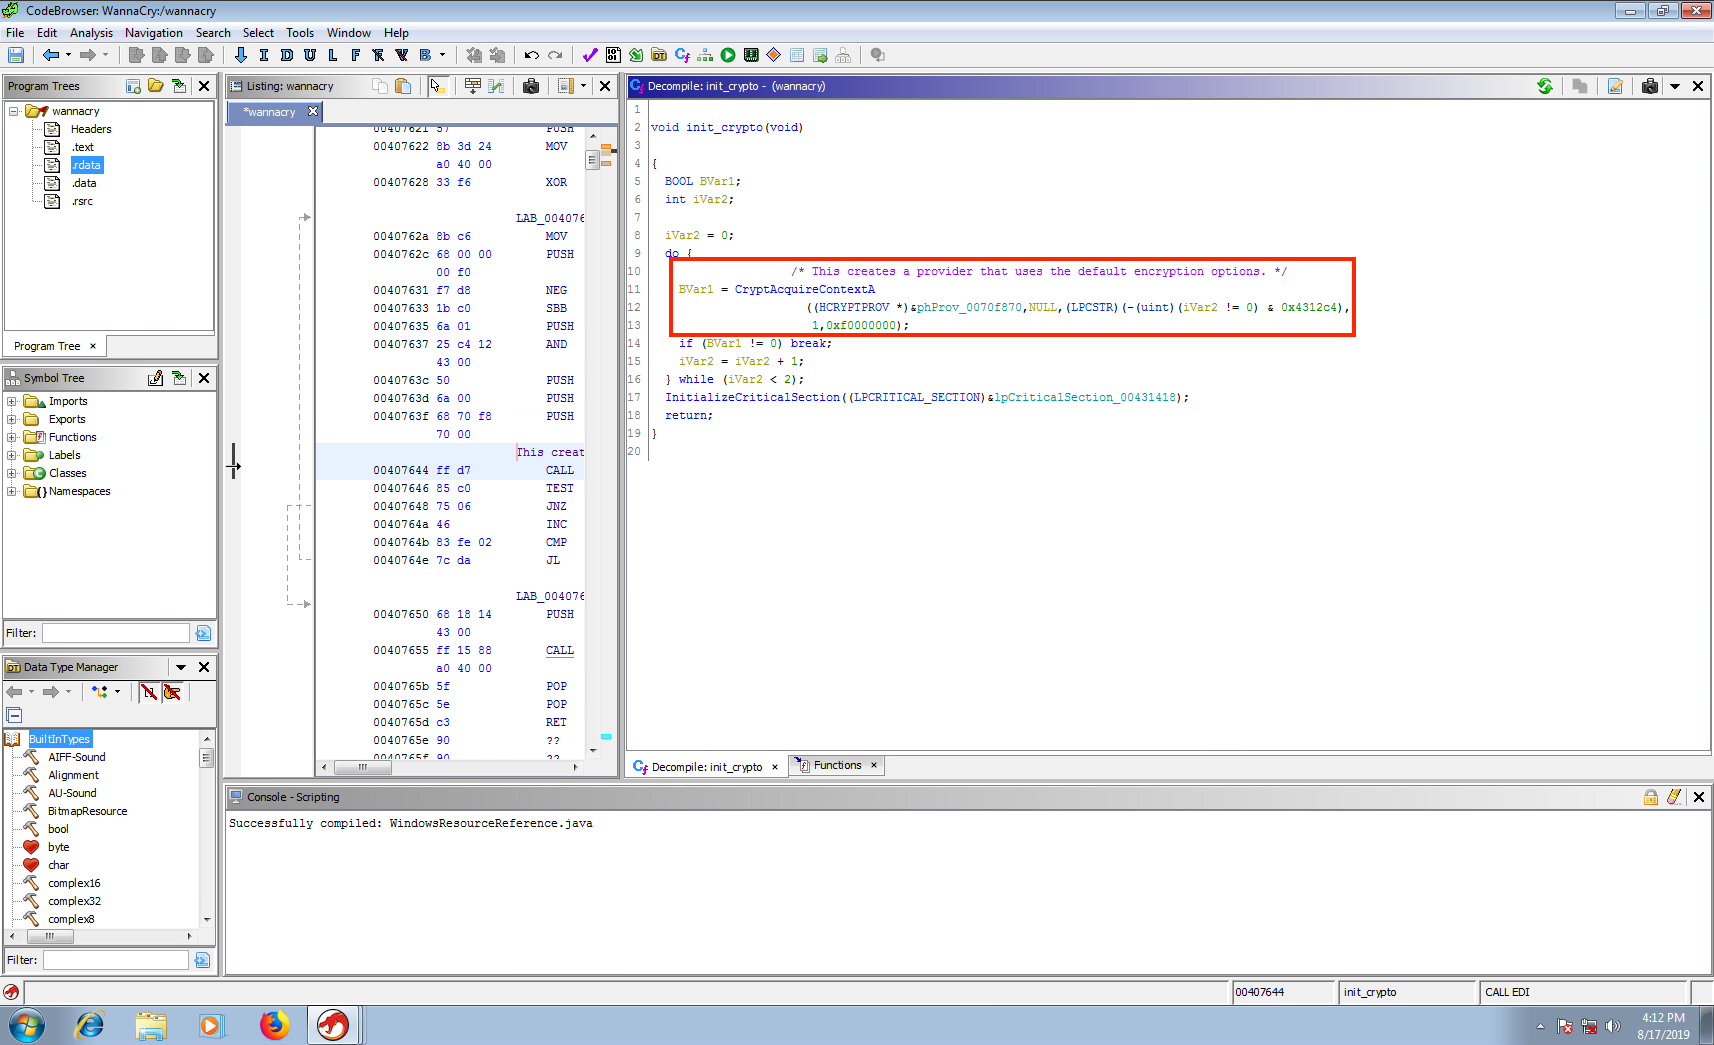 CodeBrowser: WannaCry:/wannacry
File Edit Analysis Navigation Search Select Tools Window Help
I D U L F B
Program Trees
wannacry
Headers
.text
.rdata
.data
.rsrc
Program Tree ×
Symbol Tree
Imports
Exports
Functions
Labels
Classes
Namespaces
Filter:
Data Type Manager
BuiltInTypes
AIFF-Sound
Alignment
AU-Sound
BitmapResource
bool
byte
char
complex16
complex32
complex8
Filter:
Listing: wannacry
*wannacry
00407621 57 PUSH
00407622 8b 3d 24 MOV
a0 40 00
00407628 33 f6 XOR
LAB_004076
0040762a 8b c6 MOV
0040762c 68 00 00 PUSH
00 f0
00407631 f7 d8 NEG
00407633 1b c0 SBB
00407635 6a 01 PUSH
00407637 25 c4 12 AND
43 00
0040763c 50 PUSH
0040763d 6a 00 PUSH
0040763f 68 70 f8 PUSH
70 00
This creat
00407644 ff d7 CALL
00407646 85 c0 TEST
00407648 75 06 JNZ
0040764a 46 INC
0040764b 83 fe 02 CMP
0040764e 7c da JL
LAB_004076
00407650 68 18 14 PUSH
43 00
00407655 ff 15 88 CALL
a0 40 00
0040765b 5f POP
0040765c 5e POP
0040765d c3 RET
0040765e 90 ??
0040765f 90 ??
Decompile: init_crypto - (wannacry)
1
2 void init_crypto(void)
3
4 {
5 BOOL BVar1;
6 int iVar2;
7
8 iVar2 = 0;
9 do {
10 /* This creates a provider that uses the default encryption options. */
11 BVar1 = CryptAcquireContextA
12 ((HCRYPTPROV *)&phProv_0070f870,NULL,(LPCSTR)(-(uint)(iVar2 != 0) & 0x4312c4),
13 1,0xf0000000);
14 if (BVar1 != 0) break;
15 iVar2 = iVar2 + 1;
16 } while (iVar2 < 2);
17 InitializeCriticalSection((LPCRITICAL_SECTION)&lpCriticalSection_00431418);
18 return;
19 }
20
Decompile: init_crypto × Functions ×
Console - Scripting
Successfully compiled: WindowsResourceReference.java
00407644 init_crypto CALL EDI
4:12 PM
8/17/2019